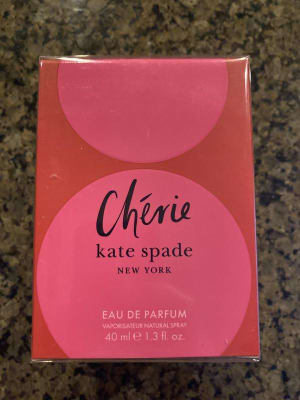 Chérie
kate spade
NEW YORK
EAU DE PARFUM
VAPORISATEUR NATURAL SPRAY
40 ml ℮ 1.3 fl. oz.